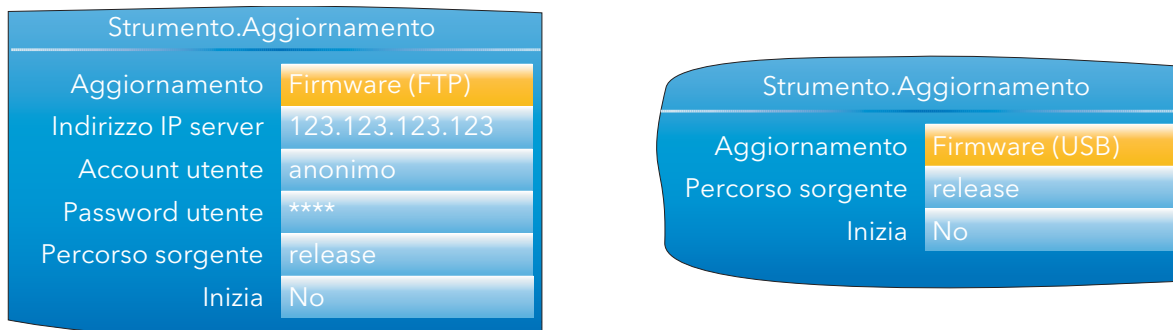 Strumento.Aggiornamento
Aggiornamento Firmware (FTP)
Indirizzo IP server 123.123.123.123
Account utente anonimo
Password utente ****
Percorso sorgente release
Inizia No
Strumento.Aggiornamento
Aggiornamento Firmware (USB)
Percorso sorgente release
Inizia No